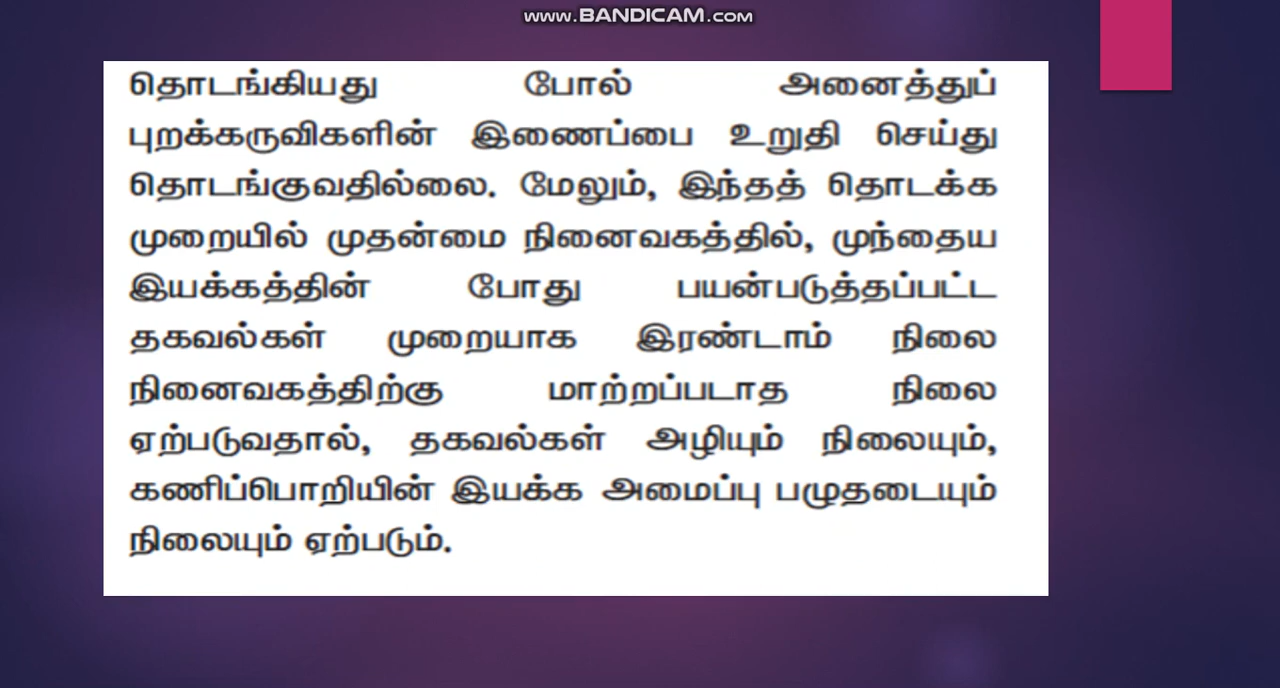 www.BANDICAM.com
தொடங்கியது போல் அனைத்துப்
புறக்கருவிகளின் இணைப்பை உறுதி செய்து
தொடங்குவதில்லை. மேலும், இந்தத் தொடக்க
முறையில் முதன்மை நினைவகத்தில், முந்தைய
இயக்கத்தின் போது பயன்படுத்தப்பட்ட
தகவல்கள் முறையாக இரண்டாம் நிலை
நினைவகத்திற்கு மாற்றப்படாத நிலை
ஏற்படுவதால், தகவல்கள் அழியும் நிலையும்,
கணிப்பொறியின் இயக்க அமைப்பு பழுதடையும்
நிலையும் ஏற்படும்.